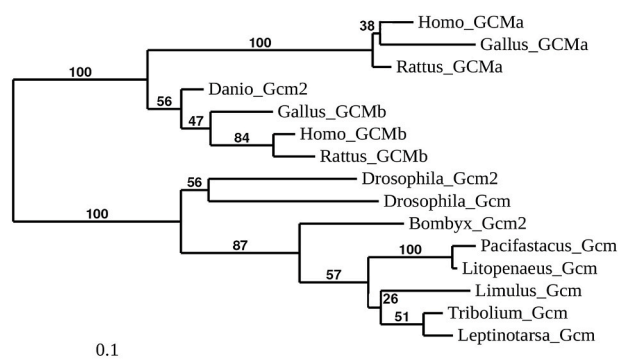 38 Homo_GCMa
100 Gallus_GCMa
Rattus_GCMa
100
Danio_Gcm2
56
47 Gallus_GCMb
84 Homo_GCMb
Rattus_GCMb
56 Drosophila_Gcm2
Drosophila_Gcm
100 Bombyx_Gcm2
87 100 Pacifastacus_Gcm
57 Litopenaeus_Gcm
Limulus_Gcm
26
51 Tribolium_Gcm
Leptinotarsa_Gcm
0.1